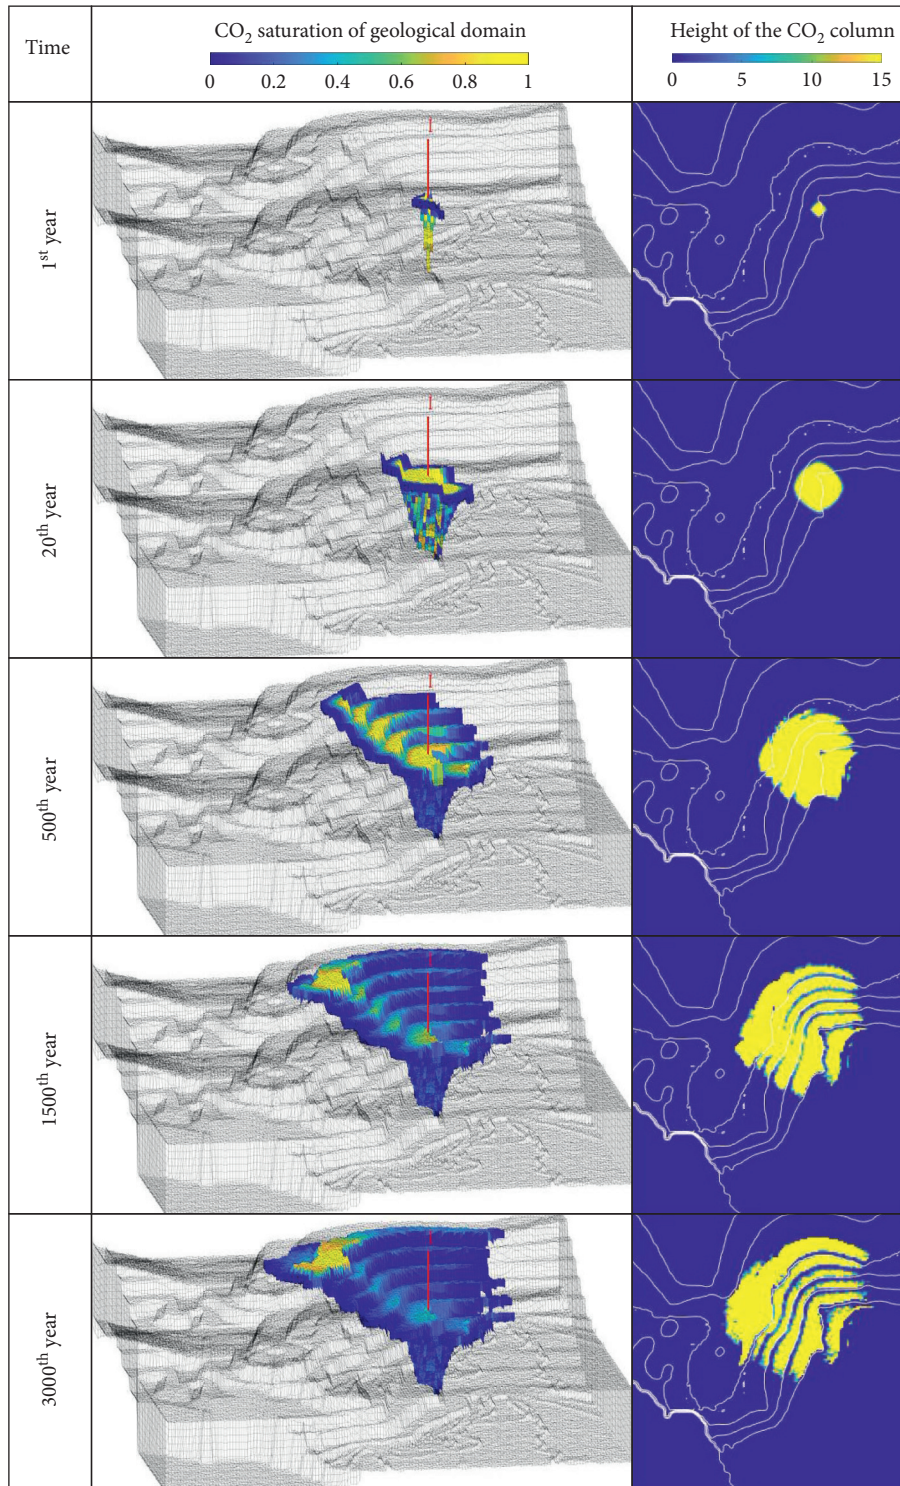 Time
CO₂ saturation of geological domain
0 0.2 0.4 0.6 0.8 1
Height of the CO₂ column
0 5 10 15
1st year
20th year
500th year
1500th year
3000th year